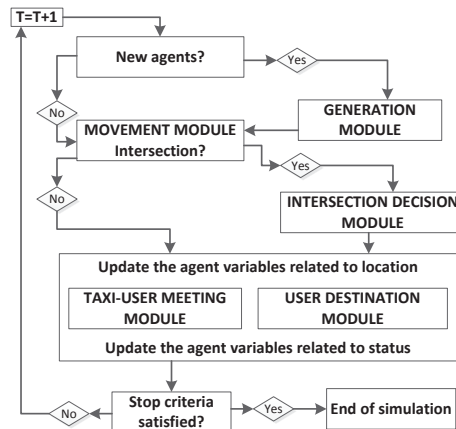 T=T+1
New agents?
Yes
No
GENERATION
MODULE
MOVEMENT MODULE
Intersection?
Yes
No
INTERSECTION DECISION
MODULE
Update the agent variables related to location
TAXI-USER MEETING
MODULE
USER DESTINATION
MODULE
Update the agent variables related to status
No
Stop criteria
satisfied?
Yes
End of simulation